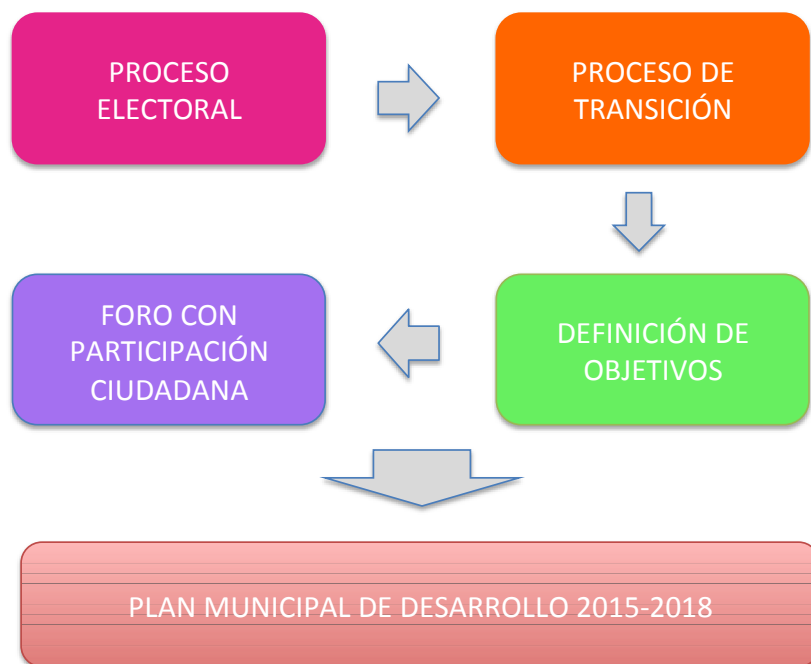 PROCESO
ELECTORAL
PROCESO DE
TRANSICIÓN
DEFINICIÓN DE
OBJETIVOS
FORO CON
PARTICIPACIÓN
CIUDADANA
PLAN MUNICIPAL DE DESARROLLO 2015-2018